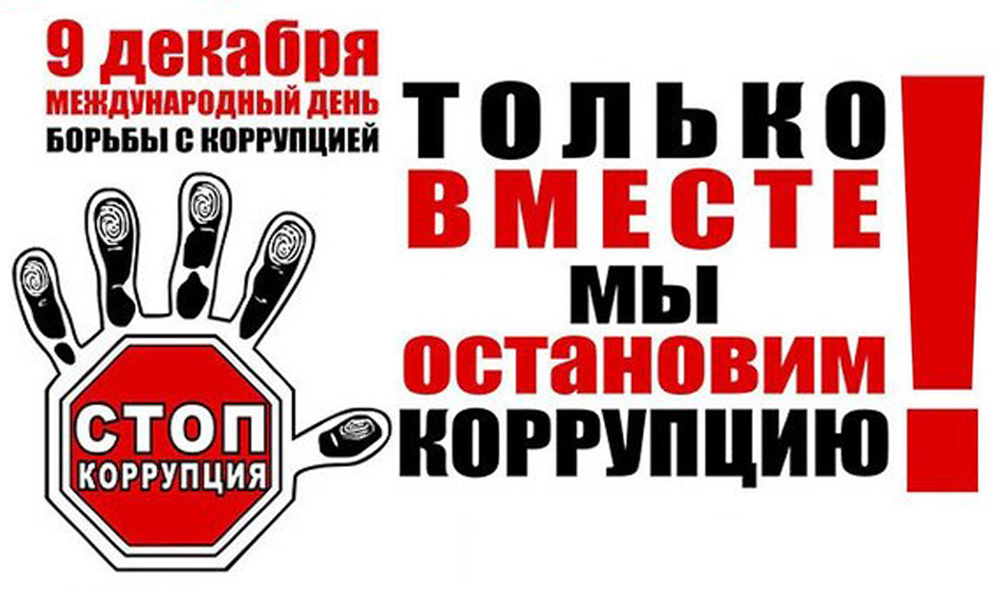 9 декабря
МЕЖДУНАРОДНЫЙ ДЕНЬ
БОРЬБЫ С КОРРУПЦИЕЙ
ТОЛЬКО
ВМЕСТЕ
МЫ
ОСТАНОВИМ
КОРРУПЦИЮ!
СТОП
КОРРУПЦИЯ